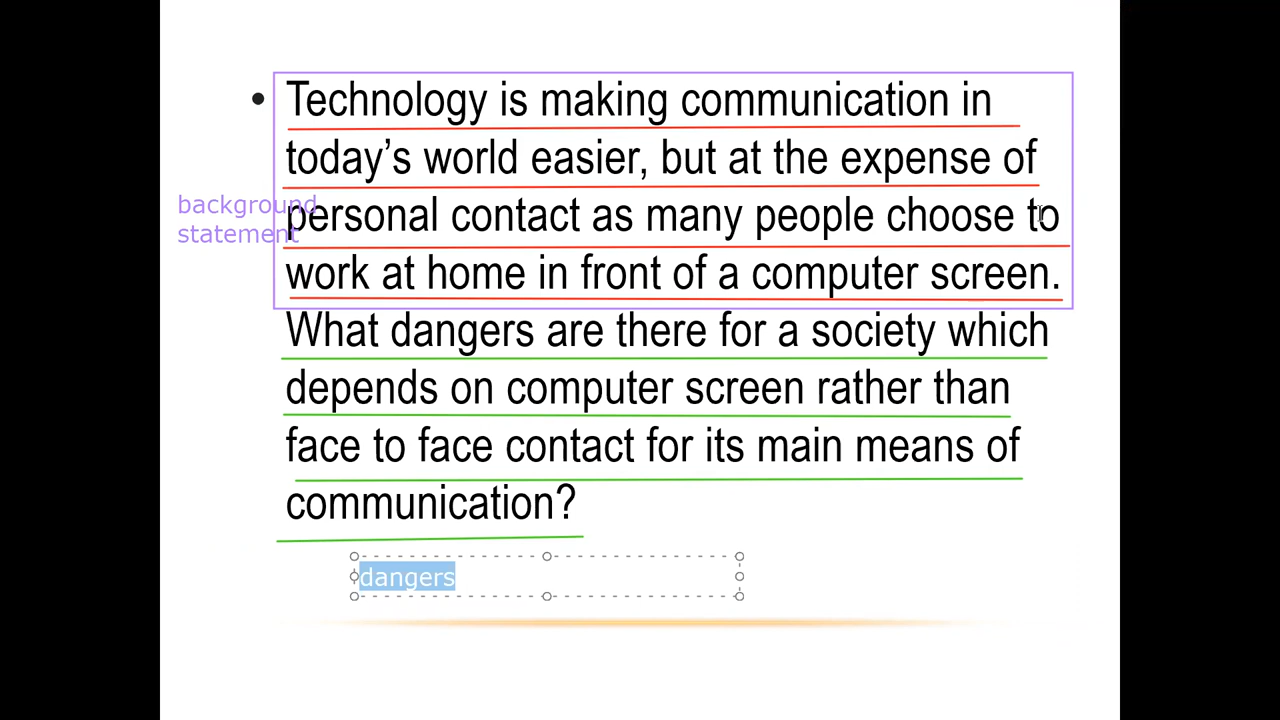 • Technology is making communication in
today's world easier, but at the expense of
background
personal contact as many people choose to
statement
work at home in front of a computer screen.
What dangers are there for a society which
depends on computer screen rather than
face to face contact for its main means of
communication?
dangers